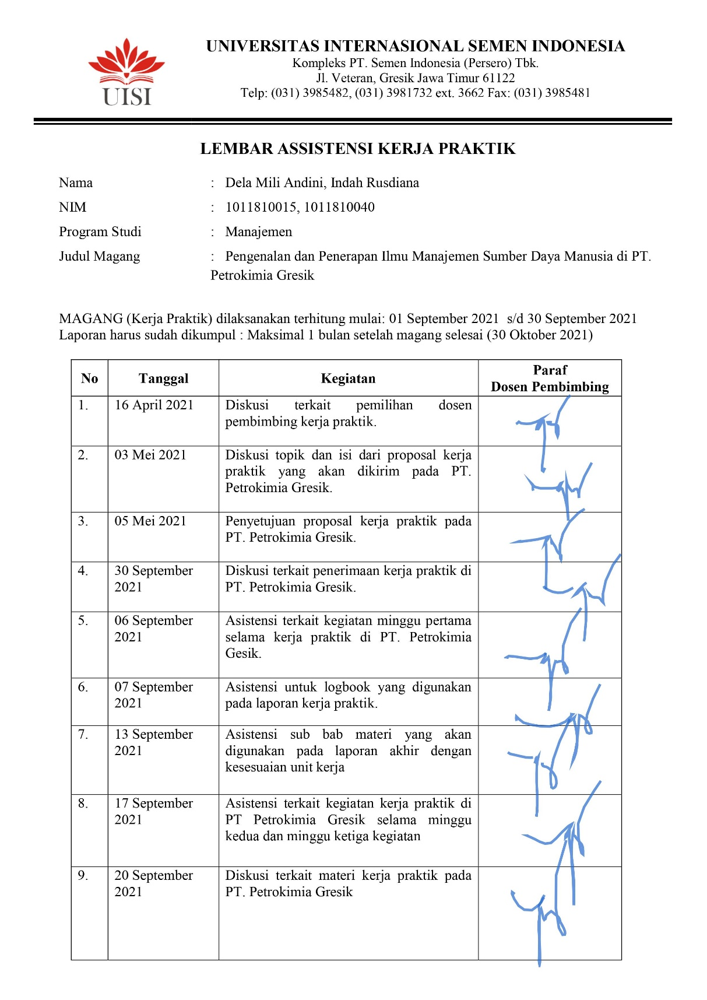 UISI
UNIVERSITAS INTERNASIONAL SEMEN INDONESIA
Kompleks PT. Semen Indonesia (Persero) Tbk.
Jl. Veteran, Gresik Jawa Timur 61122
Telp: (031) 3985482, (031) 3981732 ext. 3662 Fax: (031) 3985481
LEMBAR ASSISTENSI KERJA PRAKTIK
Nama : Dela Mili Andini, Indah Rusdiana
NIM : 1011810015, 1011810040
Program Studi : Manajemen
Judul Magang : Pengenalan dan Penerapan Ilmu Manajemen Sumber Daya Manusia di PT.
Petrokimia Gresik
MAGANG (Kerja Praktik) dilaksanakan terhitung mulai: 01 September 2021 s/d 30 September 2021
Laporan harus sudah dikumpul : Maksimal 1 bulan setelah magang selesai (30 Oktober 2021)
No Tanggal Kegiatan Paraf
Dosen Pembimbing
1. 16 April 2021 Diskusi terkait pemilihan dosen
pembimbing kerja praktik.
2. 03 Mei 2021 Diskusi topik dan isi dari proposal kerja
praktik yang akan dikirim pada PT.
Petrokimia Gresik.
3. 05 Mei 2021 Penyetujuan proposal kerja praktik pada
PT. Petrokimia Gresik.
4. 30 September Diskusi terkait penerimaan kerja praktik di
2021 PT. Petrokimia Gresik.
5. 06 September Asistensi terkait kegiatan minggu pertama
2021 selama kerja praktik di PT. Petrokimia
Gesik.
6. 07 September Asistensi untuk logbook yang digunakan
2021 pada laporan kerja praktik.
7. 13 September Asistensi sub bab materi yang akan
2021 digunakan pada laporan akhir dengan
kesesuaian unit kerja
8. 17 September Asistensi terkait kegiatan kerja praktik di
2021 PT Petrokimia Gresik selama minggu
kedua dan minggu ketiga kegiatan
9. 20 September Diskusi terkait materi kerja praktik pada
2021 PT. Petrokimia Gresik